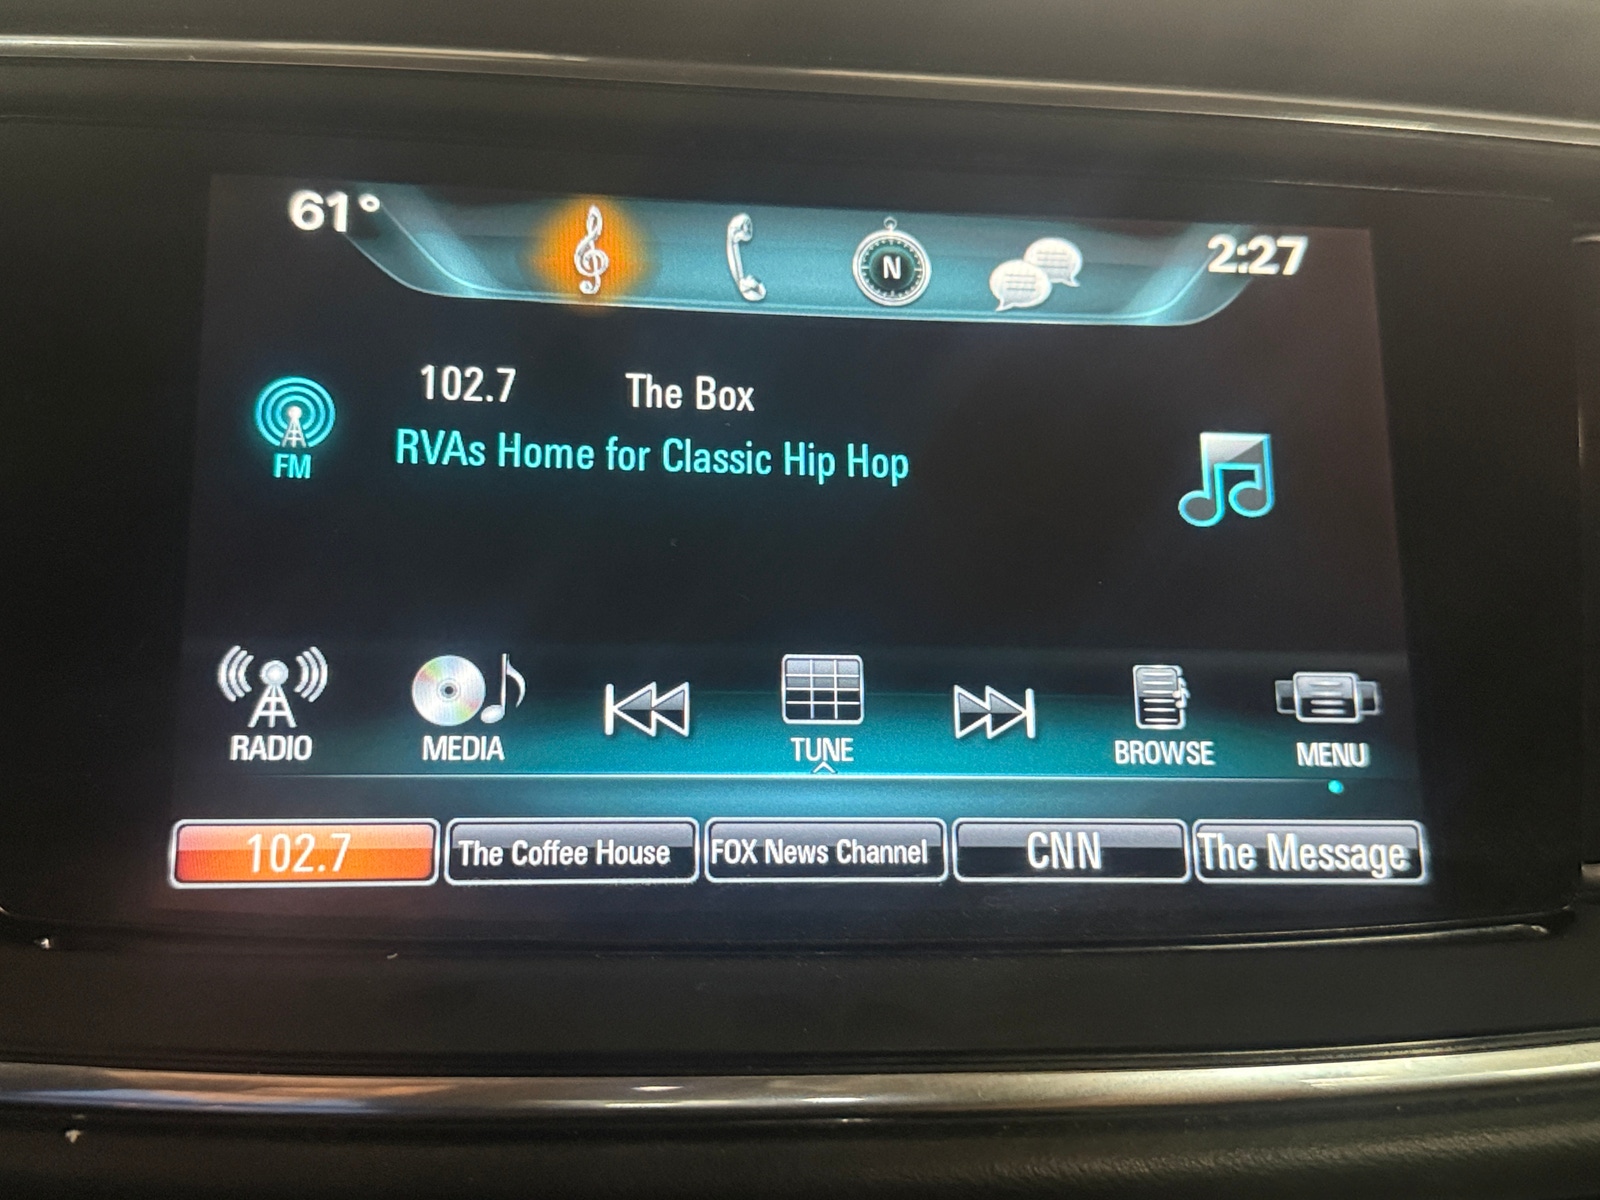 61°
N
2:27
102.7 The Box
FM
RVAs Home for Classic Hip Hop
RADIO MEDIA TUNE BROWSE MENU
102.7 The Coffee House FOX News Channel CNN The Message